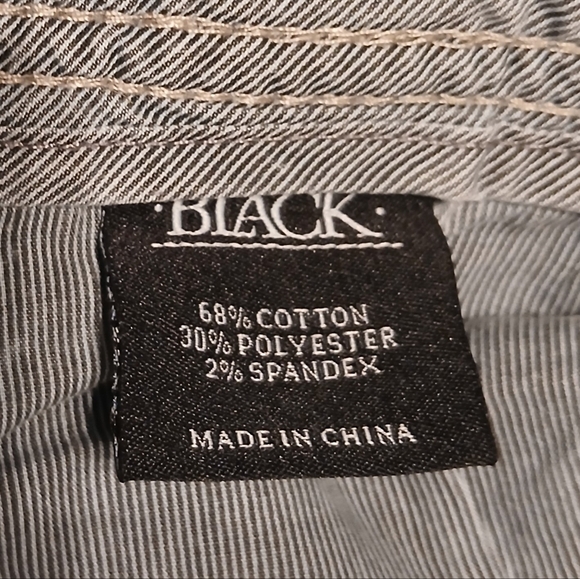 ·BLACK·
68% COTTON
30% POLYESTER
2% SPANDEX
MADE IN CHINA